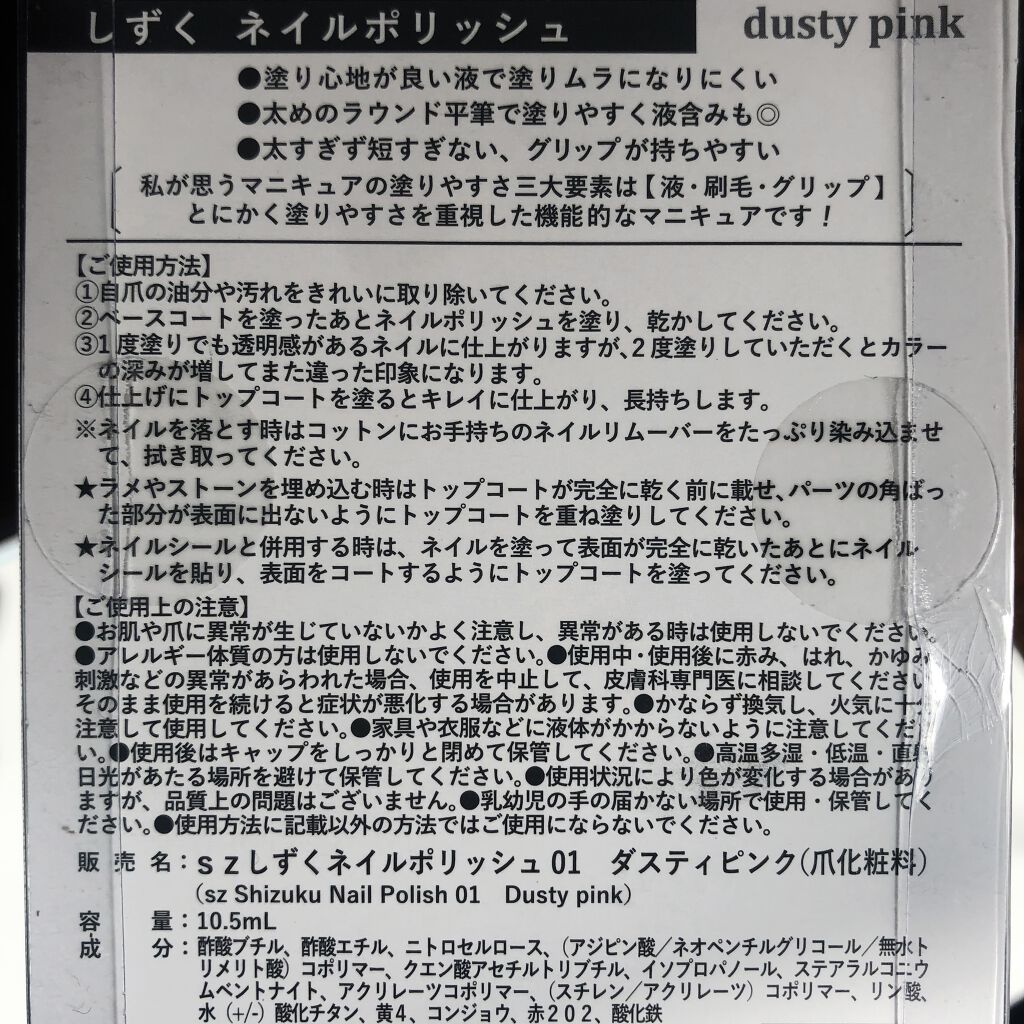 しずく ネイルポリッシュ
dusty pink
●塗り心地が良い液で塗りムラになりにくい
●太めのラウンド平筆で塗りやすく液含みも◎
●太すぎず短すぎない、グリップが持ちやすい
私が思うマニキュアの塗りやすさ三大要素は【液・刷毛・グリップ】
とにかく塗りやすさを重視した機能的なマニキュアです！
【ご使用方法】
①自爪の油分や汚れをきれいに取り除いてください。
②ベースコートを塗ったあとネイルポリッシュを塗り、乾かしてください。
③1度塗りでも透明感があるネイルに仕上がりますが、2度塗りしていただくとカラー
の深みが増してまた違った印象になります。
④仕上げにトップコートを塗るとキレイに仕上がり、長持ちします。
※ネイルを落とす時はコットンにお手持ちのネイルリムーバーをたっぷり染み込ませ
て、拭き取ってください。
★ラメやストーンを埋め込む時はトップコートが完全に乾く前に載せ、パーツの角ばっ
た部分が表面に出ないようにトップコートを重ね塗りしてください。
★ネイルシールと併用する時は、ネイルを塗って表面が完全に乾いたあとにネイル
シールを貼り、表面をコートするようにトップコートを塗ってください。
【ご使用上の注意】
●お肌や爪に異常が生じていないかよく注意し、異常がある時は使用しないでください。
●アレルギー体質の方は使用しないでください。●使用中・使用後に赤み、はれ、かゆみ
刺激などの異常があらわれた場合、使用を中止して、皮膚科専門医に相談してください
そのまま使用を続けると症状が悪化する場合があります。●かならず換気し、火気に十分
注意して使用してください。●家具や衣服などに液体がかからないように注意してくださ
い。●使用後はキャップをしっかりと閉めて保管してください。●高温多湿・低温・直射
日光があたる場所を避けて保管してください。●使用状況により色が変化する場合があり
ますが、品質上の問題はございません。●乳幼児の手の届かない場所で使用・保管してく
ださい。●使用方法に記載以外の方法ではご使用にならないでください。
販売名：ｓｚしずくネイルポリッシュ01　ダスティピンク(爪化粧料)
(sz Shizuku Nail Polish 01　Dusty pink)
容量：10.5mL
成分：酢酸ブチル、酢酸エチル、ニトロセルロース、（アジピン酸／ネオペンチルグリコール／無水ト
リメリト酸）コポリマー、クエン酸アセチルトリブチル、イソプロパノール、ステアラルコニウ
ムベントナイト、アクリレーツコポリマー、（スチレン／アクリレーツ）コポリマー、リン酸、
水（+/-）酸化チタン、黄４、コンジョウ、赤２０２、酸化鉄